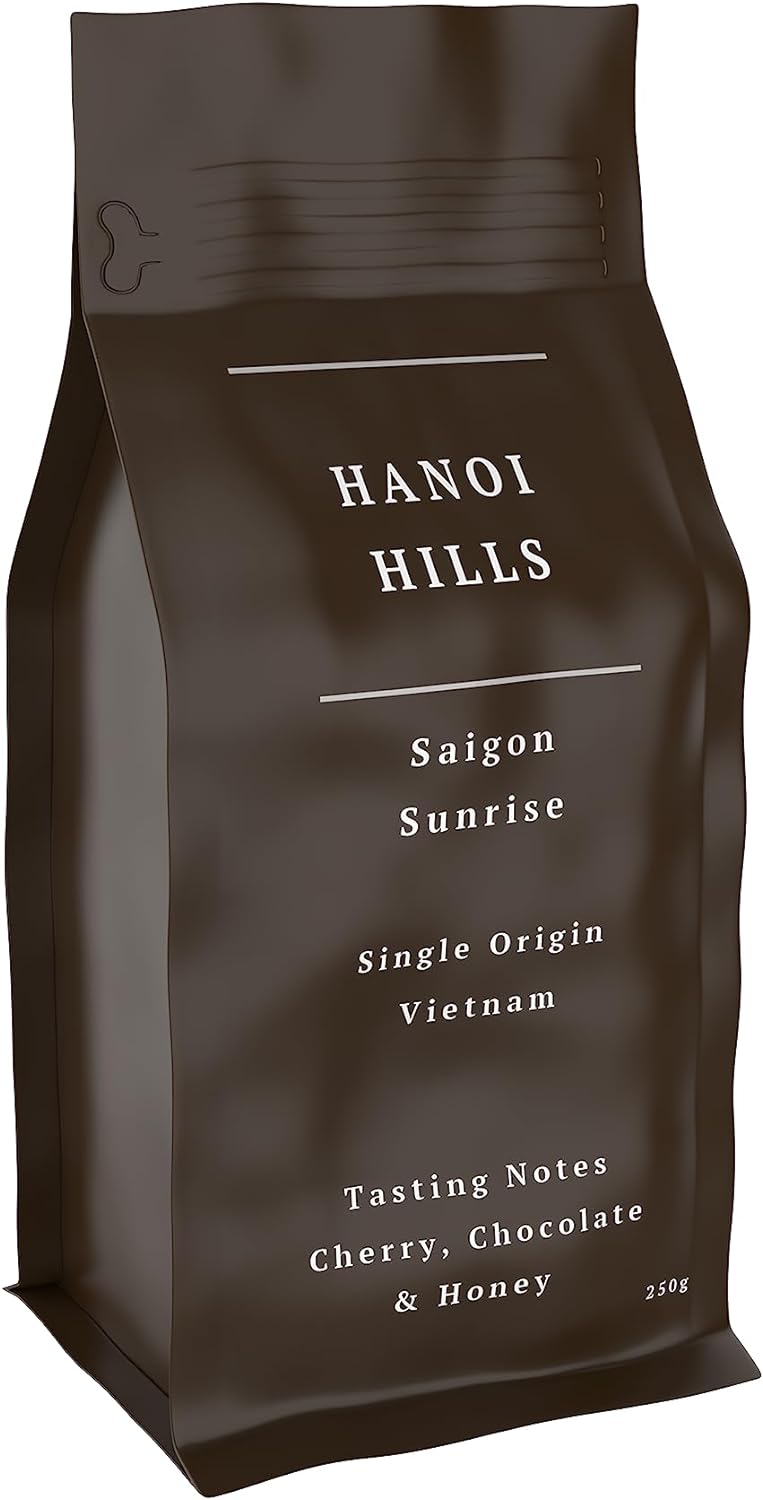 HANOI
HILLS
Saigon
Sunrise
Single Origin
Vietnam
Tasting Notes
Cherry, Chocolate
& Honey
250g